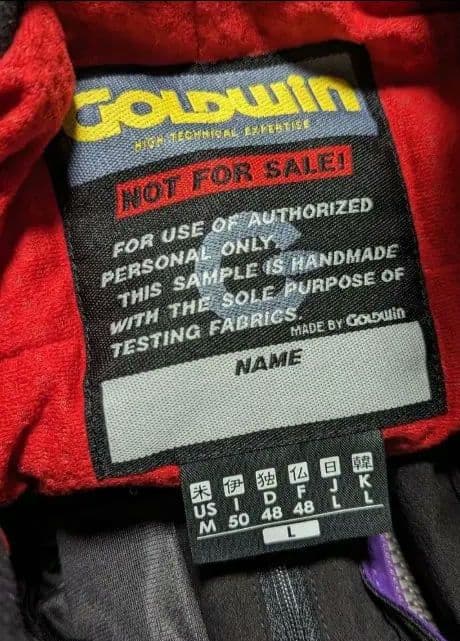 GOLDWIN
HIGH TECHNICAL EXPERTISE
NOT FOR SALE!
FOR USE OF AUTHORIZED
PERSONAL ONLY.
THIS SAMPLE IS HANDMADE
WITH THE SOLE PURPOSE OF
TESTING FABRICS.
MADE BY GOLDWIN
NAME
米 伊 独 仏 日 韓
US I D F J K
M 50 48 48 L L
L